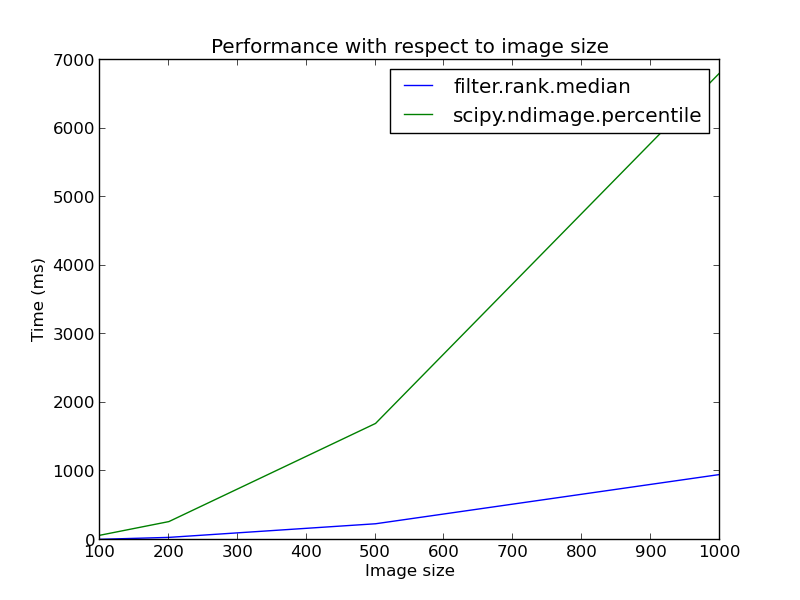 Performance with respect to image size
7000
6000
5000
4000
3000
2000
1000
0
Time (ms)
filter.rank.median
scipy.ndimage.percentile
100 200 300 400 500 600 700 800 900 1000
Image size